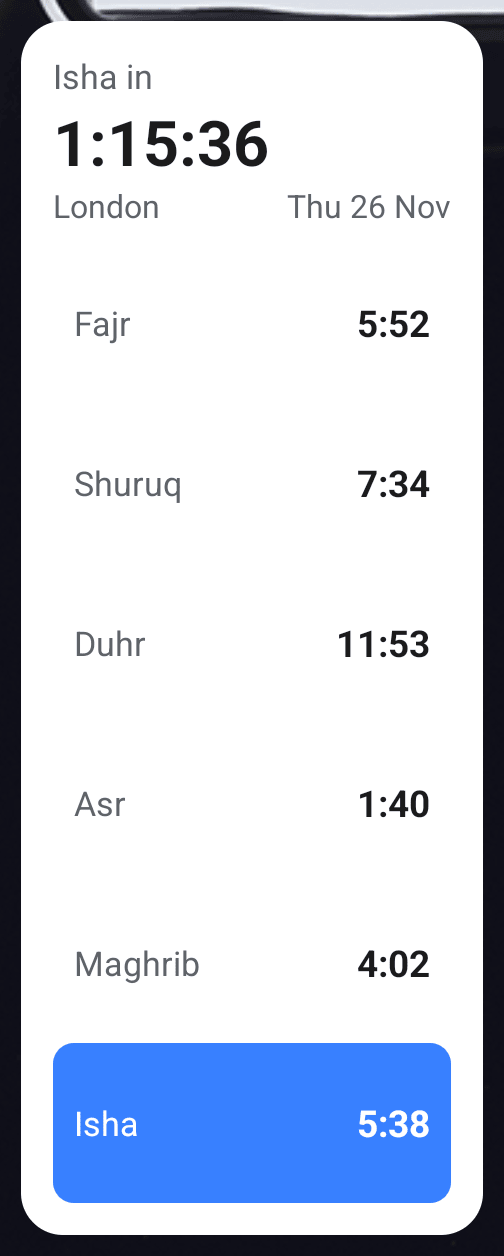 Isha in
1:15:36
London Thu 26 Nov
Fajr 5:52
Shuruq 7:34
Duhr 11:53
Asr 1:40
Maghrib 4:02
Isha 5:38